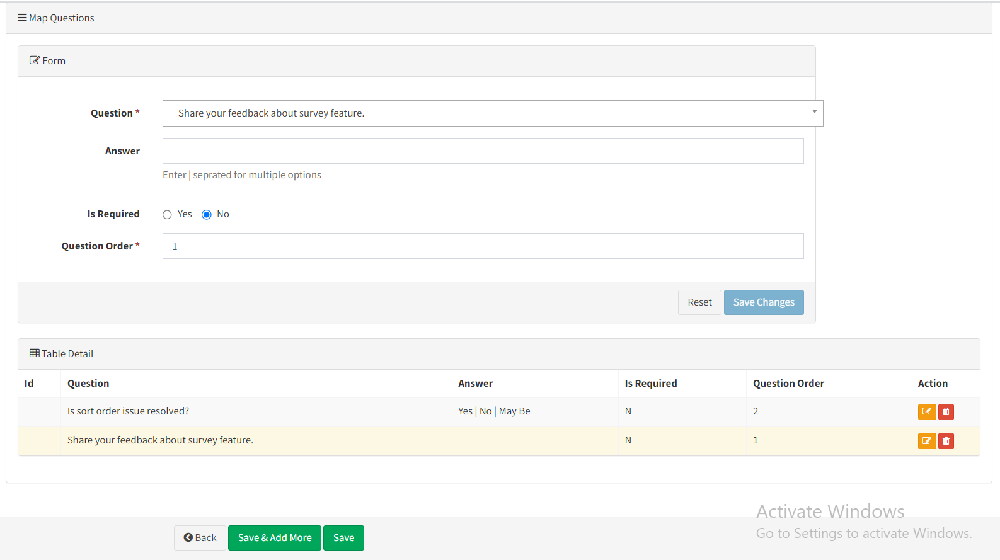 Map Questions
Form
Question * Share your feedback about survey feature.
Answer
Enter | seprated for multiple options
Is Required Yes No
Question Order * 1
Reset Save Changes
Table Detail
Id Question Answer Is Required Question Order Action
Is sort order issue resolved? Yes | No | May Be N 2
Share your feedback about survey feature. N 1
Activate Windows
Go to Settings to activate Windows.
Back Save & Add More Save